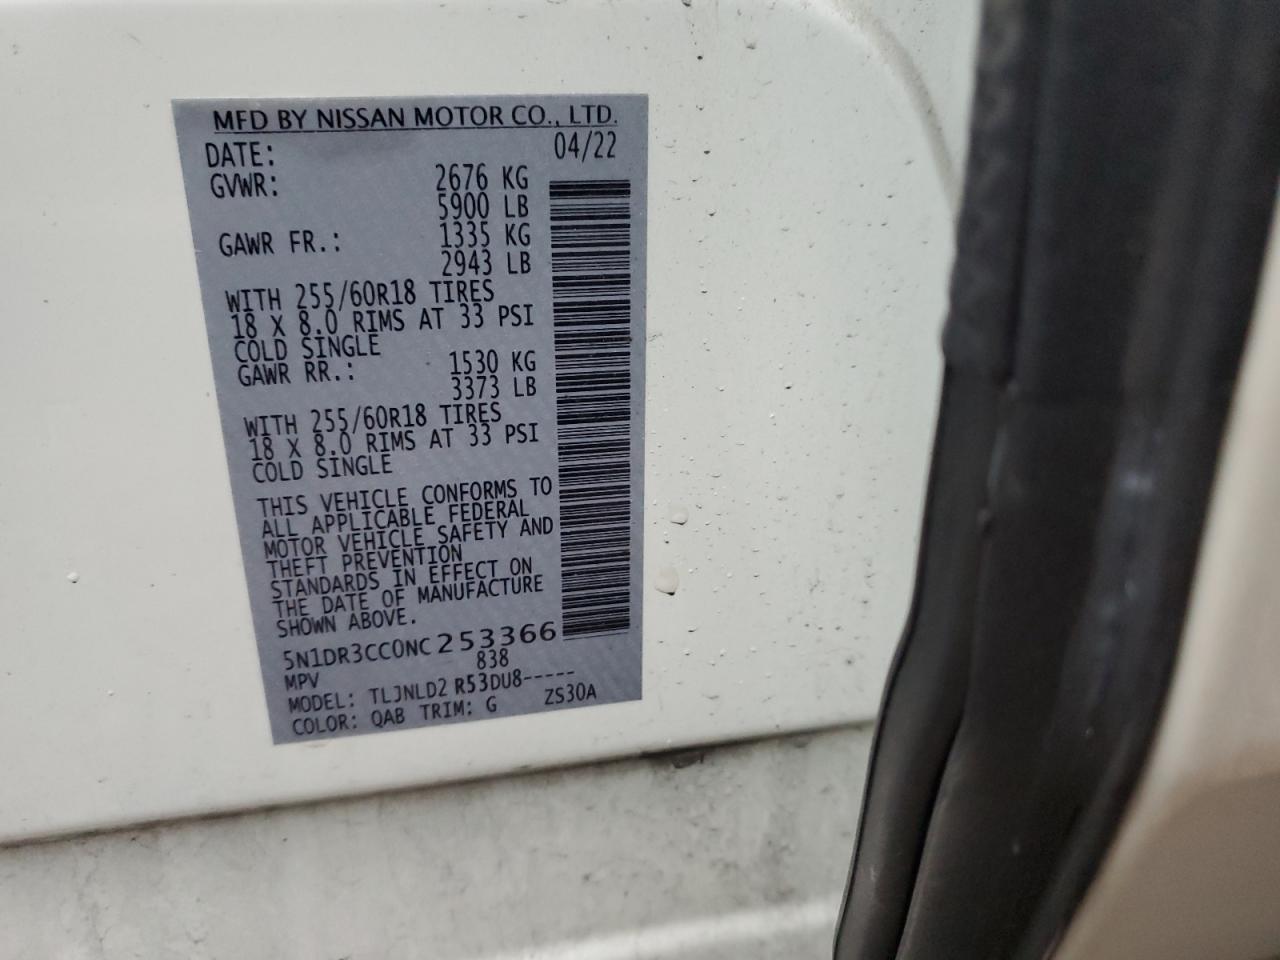 MFD BY NISSAN MOTOR CO., LTD.
DATE: 04/22
GVWR: 2676 KG
5900 LB
GAWR FR.: 1335 KG
2943 LB
WITH 255/60R18 TIRES
18 X 8.0 RIMS AT 33 PSI
COLD SINGLE
GAWR RR.: 1530 KG
3373 LB
WITH 255/60R18 TIRES
18 X 8.0 RIMS AT 33 PSI
COLD SINGLE
THIS VEHICLE CONFORMS TO
ALL APPLICABLE FEDERAL
MOTOR VEHICLE SAFETY AND
THEFT PREVENTION
STANDARDS IN EFFECT ON
THE DATE OF MANUFACTURE
SHOWN ABOVE.
5N1DR3CC0NC253366
MPV 838
MODEL: TLJNLD2 R53DU8-----
COLOR: QAB TRIM: G ZS30A